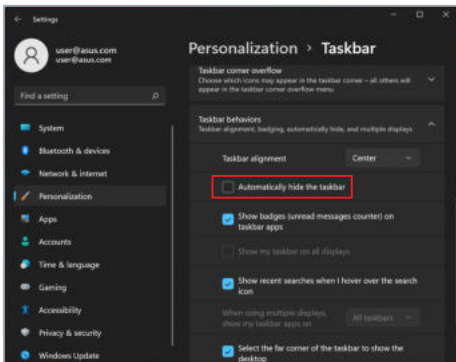 Settings
user@asus.com
user@asus.com
Find a setting
System
Bluetooth & devices
Network & internet
Personalization
Apps
Accounts
Time & language
Gaming
Accessibility
Privacy & security
Windows Update
Personalization › Taskbar
Taskbar corner overflow
Choose which icons may appear in the taskbar corner – all others will
appear in the taskbar corner overflow menu
Taskbar behaviors
Taskbar alignment, badging, automatically hide, and multiple displays
Taskbar alignment
Center
Automatically hide the taskbar
Show badges (unread messages counter) on
taskbar apps
Show my taskbar on all displays
Show recent searches when I hover over the search
icon
When using multiple displays,
show my taskbar apps on
All taskbars
Select the far corner of the taskbar to show the
desktop